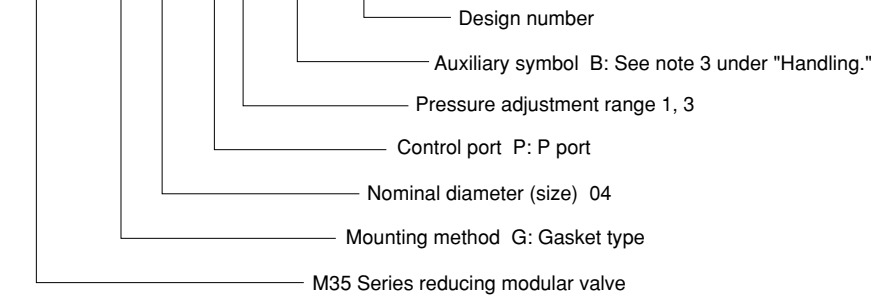 Design number
Auxiliary symbol B: See note 3 under "Handling."
Pressure adjustment range 1, 3
Control port P: P port
Nominal diameter (size) 04
Mounting method G: Gasket type
M35 Series reducing modular valve